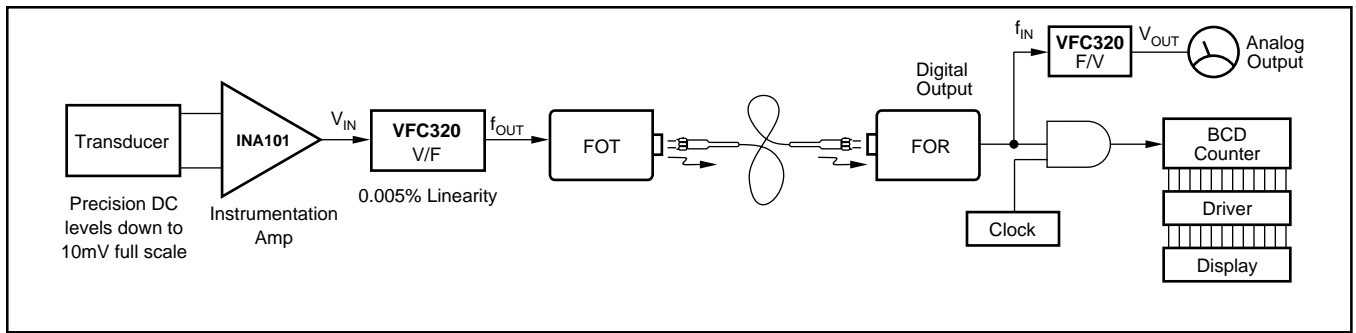 Transducer
Precision DC
levels down to
10mV full scale
INA101
Instrumentation
Amp
V_IN
VFC320
V/F
0.005% Linearity
f_OUT
FOT
Digital
Output
FOR
f_IN
VFC320
F/V
V_OUT
Analog
Output
Clock
BCD
Counter
Driver
Display